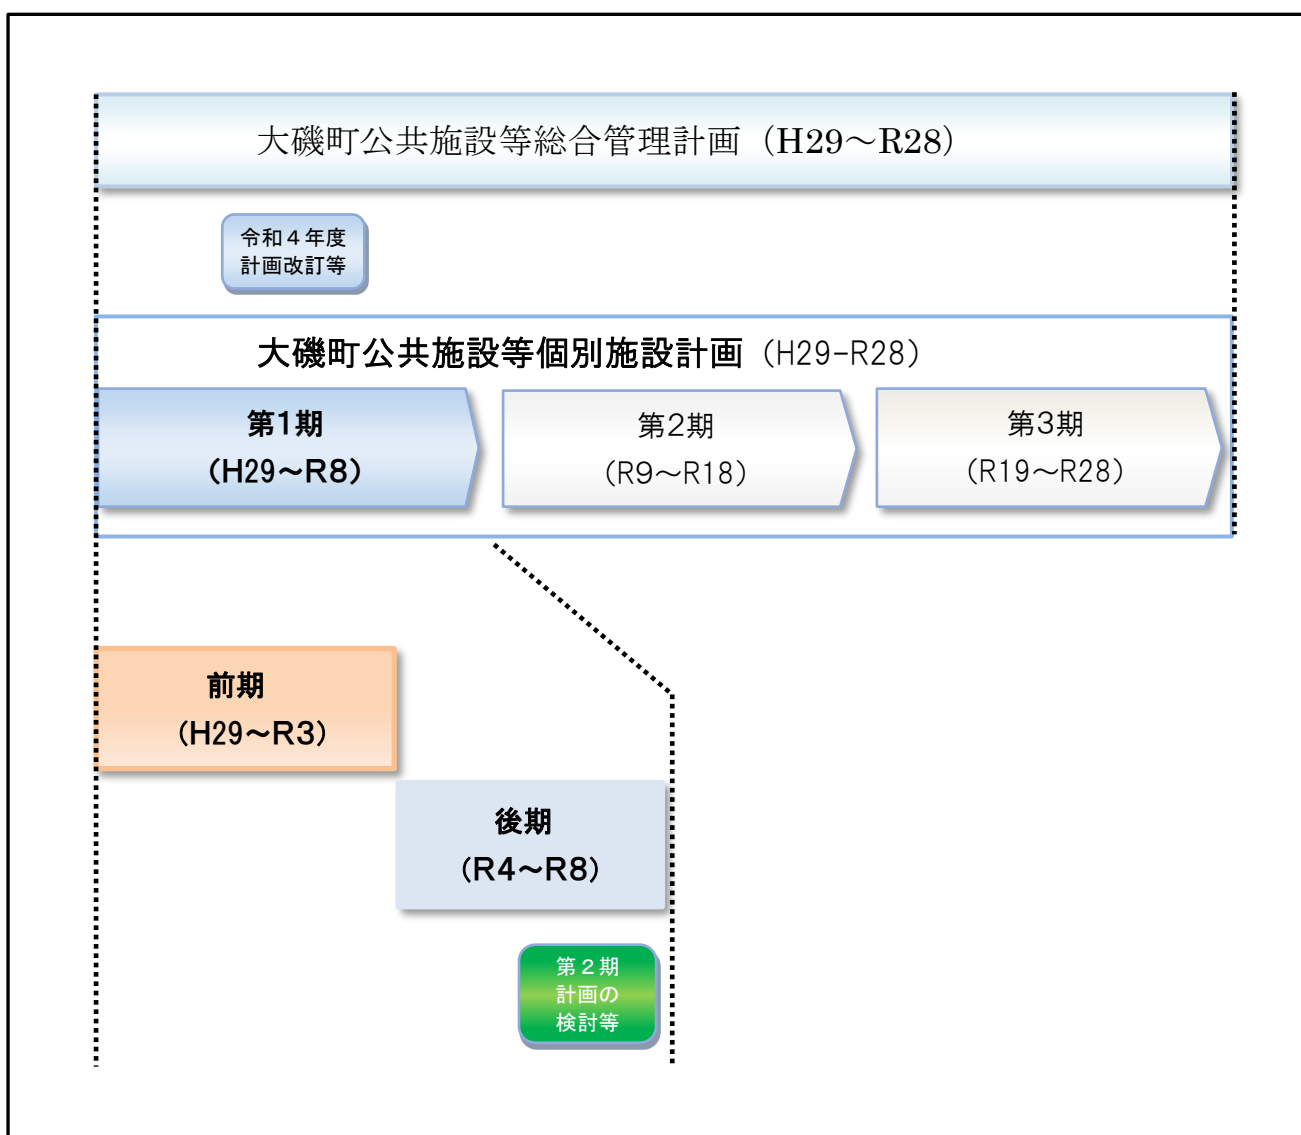 大磯町公共施設等総合管理計画（H29～R28）
令和４年度
計画改訂等
大磯町公共施設等個別施設計画（H29-R28）
第1期
（H29～R8）
第2期
（R9～R18）
第3期
（R19～R28）
前期
（H29～R3）
後期
（R4～R8）
第２期
計画の
検討等